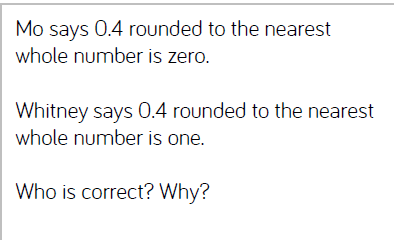 Mo says 0.4 rounded to the nearest
whole number is zero.
Whitney says 0.4 rounded to the nearest
whole number is one.
Who is correct? Why?